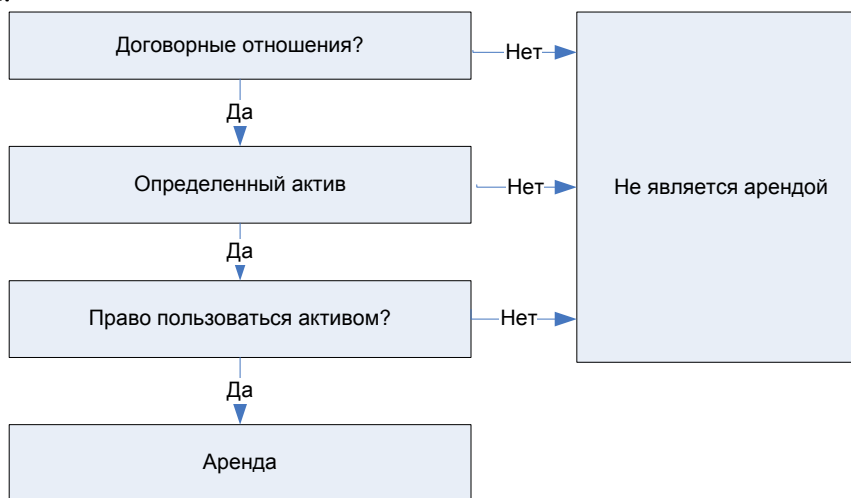 Договорные отношения?
Нет
Да
Определенный актив
Нет
Не является арендой
Да
Право пользоваться активом?
Нет
Да
Аренда